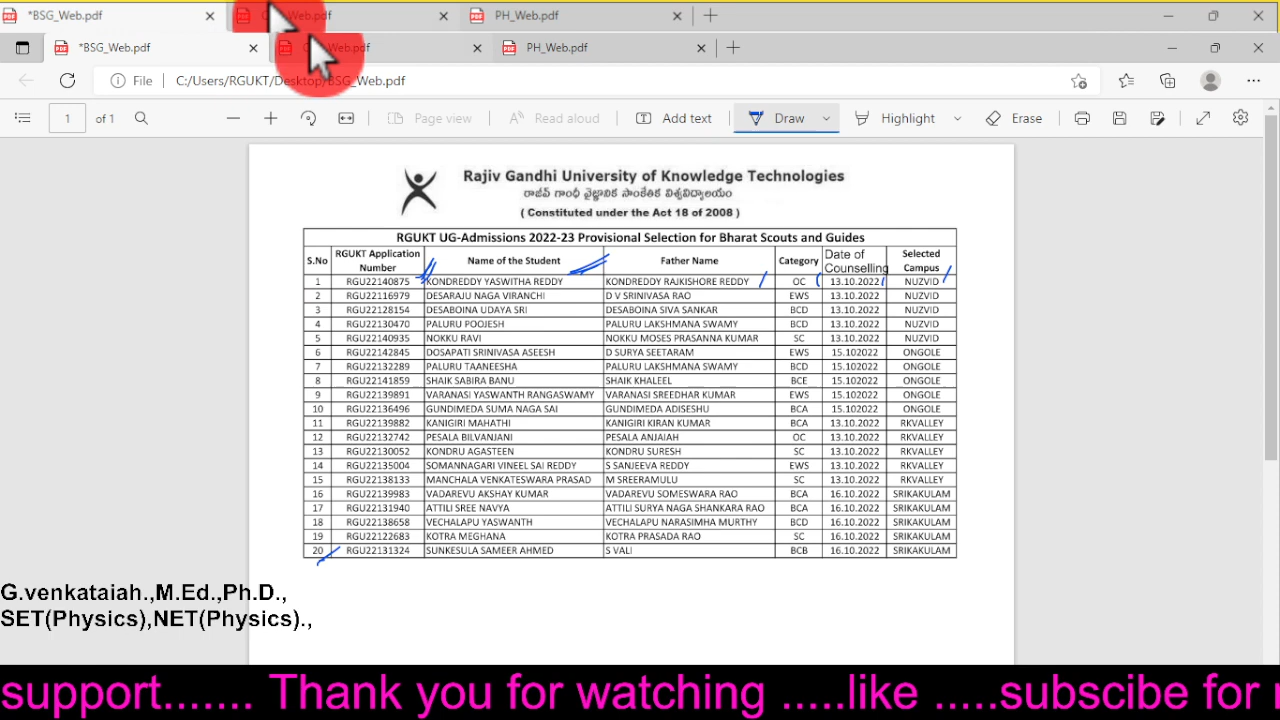 *BSG_Web.pdf Web.pdf PH_Web.pdf
*BSG_Web.pdf Web.pdf PH_Web.pdf
File C:/Users/RGUKT/Desktop/BSG_Web.pdf
1 of 1 Page view Read aloud Add text Draw Highlight Erase
Rajiv Gandhi University of Knowledge Technologies
రాజీవ్ గాంధీ వైజ్ఞానిక సాంకేతిక విశ్వవిద్యాలయం
( Constituted under the Act 18 of 2008 )
RGUKT UG-Admissions 2022-23 Provisional Selection for Bharat Scouts and Guides
S.No RGUKT Application Number Name of the Student Father Name Category Date of Counselling Selected Campus
1 RGU22140875 KONDREDDY YASWITHA REDDY KONDREDDY RAJKISHORE REDDY OC 13.10.2022 NUZVID
2 RGU22116979 DESARAJU NAGA VIRANCHI D V SRINIVASA RAO EWS 13.10.2022 NUZVID
3 RGU22128154 DESABOINA UDAYA SRI DESABOINA SIVA SANKAR BCD 13.10.2022 NUZVID
4 RGU22130470 PALURU POOJESH PALURU LAKSHMANA SWAMY BCD 13.10.2022 NUZVID
5 RGU22140935 NOKKU RAVI NOKKU MOSES PRASANNA KUMAR SC 13.10.2022 NUZVID
6 RGU22142845 DOSAPATI SRINIVASA ASEESH D SURYA SEETARAM EWS 15.102022 ONGOLE
7 RGU22132289 PALURU TAANEESHA PALURU LAKSHMANA SWAMY BCD 15.102022 ONGOLE
8 RGU22141859 SHAIK SABIRA BANU SHAIK KHALEEL BCE 15.102022 ONGOLE
9 RGU22139891 VARANASI YASWANTH RANGASWAMY VARANASI SREEDHAR KUMAR EWS 15.102022 ONGOLE
10 RGU22136496 GUNDIMEDA SUMA NAGA SAI GUNDIMEDA ADISESHU BCA 15.102022 ONGOLE
11 RGU22139882 KANIGIRI MAHATHI KANIGIRI KIRAN KUMAR BCA 13.10.2022 RKVALLEY
12 RGU22132742 PESALA BILVANJANI PESALA ANJAIAH OC 13.10.2022 RKVALLEY
13 RGU22130052 KONDRU AGASTEEN KONDRU SURESH SC 13.10.2022 RKVALLEY
14 RGU22135004 SOMANNAGARI VINEEL SAI REDDY S SANJEEVA REDDY EWS 13.10.2022 RKVALLEY
15 RGU22138133 MANCHALA VENKATESWARA PRASAD M SREERAMULU SC 13.10.2022 RKVALLEY
16 RGU22139983 VADAREVU AKSHAY KUMAR VADAREVU SOMESWARA RAO BCA 16.10.2022 SRIKAKULAM
17 RGU22131940 ATTILI SREE NAVYA ATTILI SURYA NAGA SHANKARA RAO BCA 16.10.2022 SRIKAKULAM
18 RGU22138658 VECHALAPU YASWANTH VECHALAPU NARASIMHA MURTHY BCD 16.10.2022 SRIKAKULAM
19 RGU22122683 KOTRA MEGHANA KOTRA PRASADA RAO SC 16.10.2022 SRIKAKULAM
20 RGU22131324 SUNKESULA SAMEER AHMED S VALI BCB 16.10.2022 SRIKAKULAM
G.venkataiah.,M.Ed.,Ph.D.,
SET(Physics),NET(Physics).,
support....... Thank you for watching .....like .....subscibe for